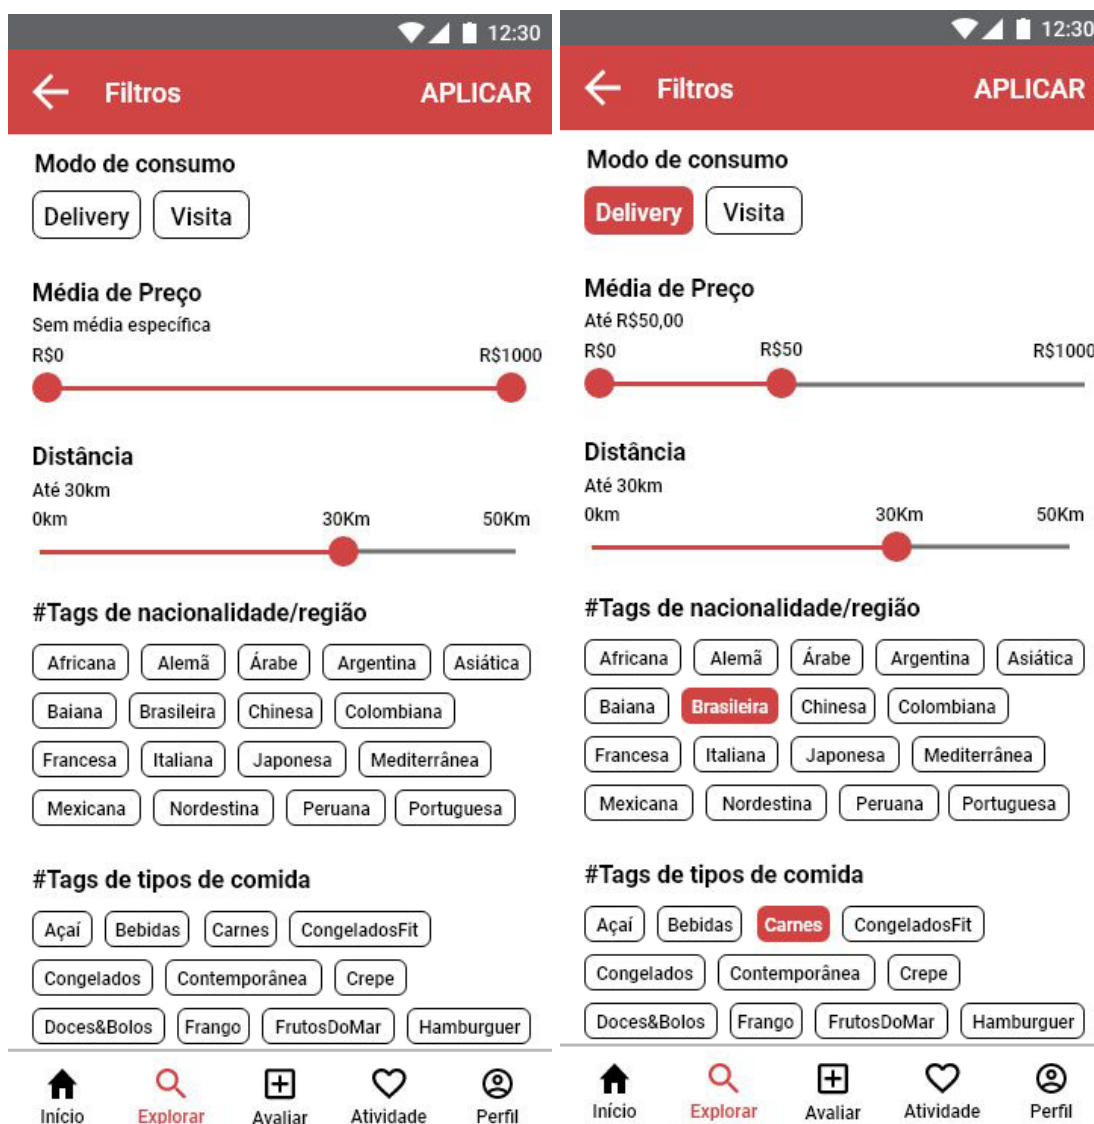 12:30
Filtros APLICAR
Modo de consumo
Delivery Visita
Média de Preço
Sem média específica
R$0 R$1000
Distância
Até 30km
0km 30Km 50Km
#Tags de nacionalidade/região
Africana Alemã Árabe Argentina Asiática
Baiana Brasileira Chinesa Colombiana
Francesa Italiana Japonesa Mediterrânea
Mexicana Nordestina Peruana Portuguesa
#Tags de tipos de comida
Açaí Bebidas Carnes CongeladosFit
Congelados Contemporânea Crepe
Doces&Bolos Frango FrutosDoMar Hamburguer
Início Explorar Avaliar Atividade Perfil
12:30
Filtros APLICAR
Modo de consumo
Delivery Visita
Média de Preço
Até R$50,00
R$0 R$50 R$1000
Distância
Até 30km
0km 30Km 50Km
#Tags de nacionalidade/região
Africana Alemã Árabe Argentina Asiática
Baiana Brasileira Chinesa Colombiana
Francesa Italiana Japonesa Mediterrânea
Mexicana Nordestina Peruana Portuguesa
#Tags de tipos de comida
Açaí Bebidas Carnes CongeladosFit
Congelados Contemporânea Crepe
Doces&Bolos Frango FrutosDoMar Hamburguer
Início Explorar Avaliar Atividade Perfil